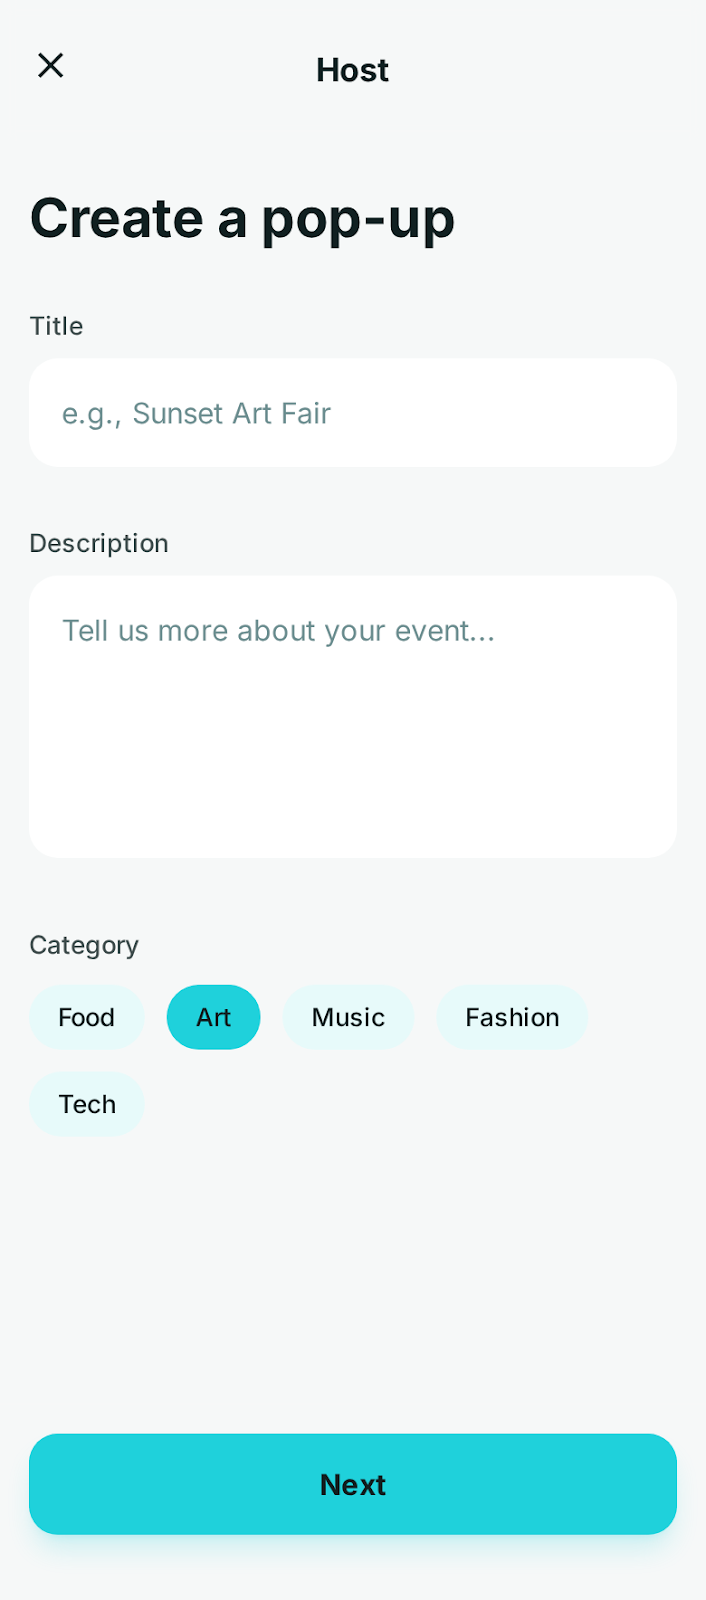 Host
Create a pop-up
Title
e.g., Sunset Art Fair
Description
Tell us more about your event...
Category
Food Art Music Fashion
Tech
Next